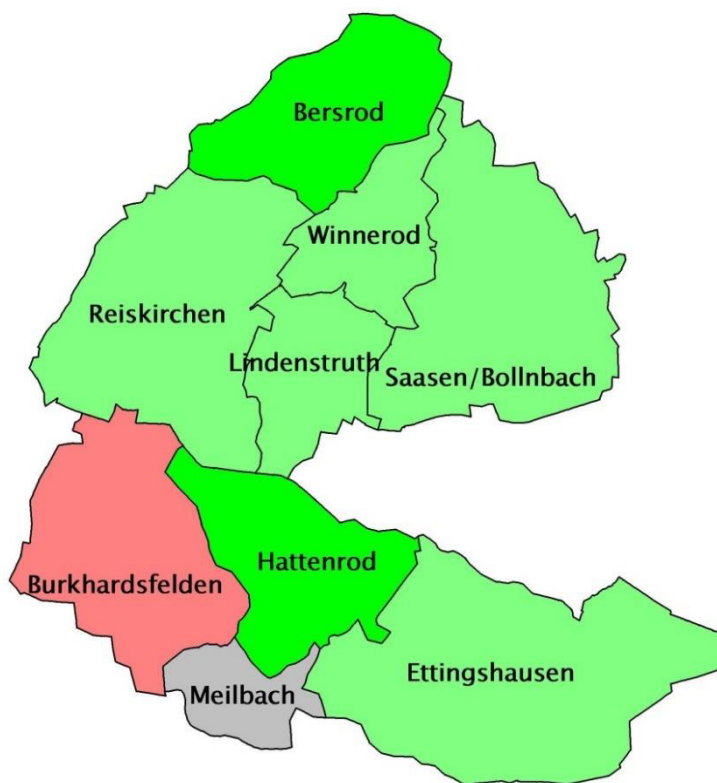 Bersrod
Winnerod
Reiskirchen
Lindenstruth
Saasen/Bollnbach
Hattenrod
Burkhardsfelden
Ettingshausen
Meilbach